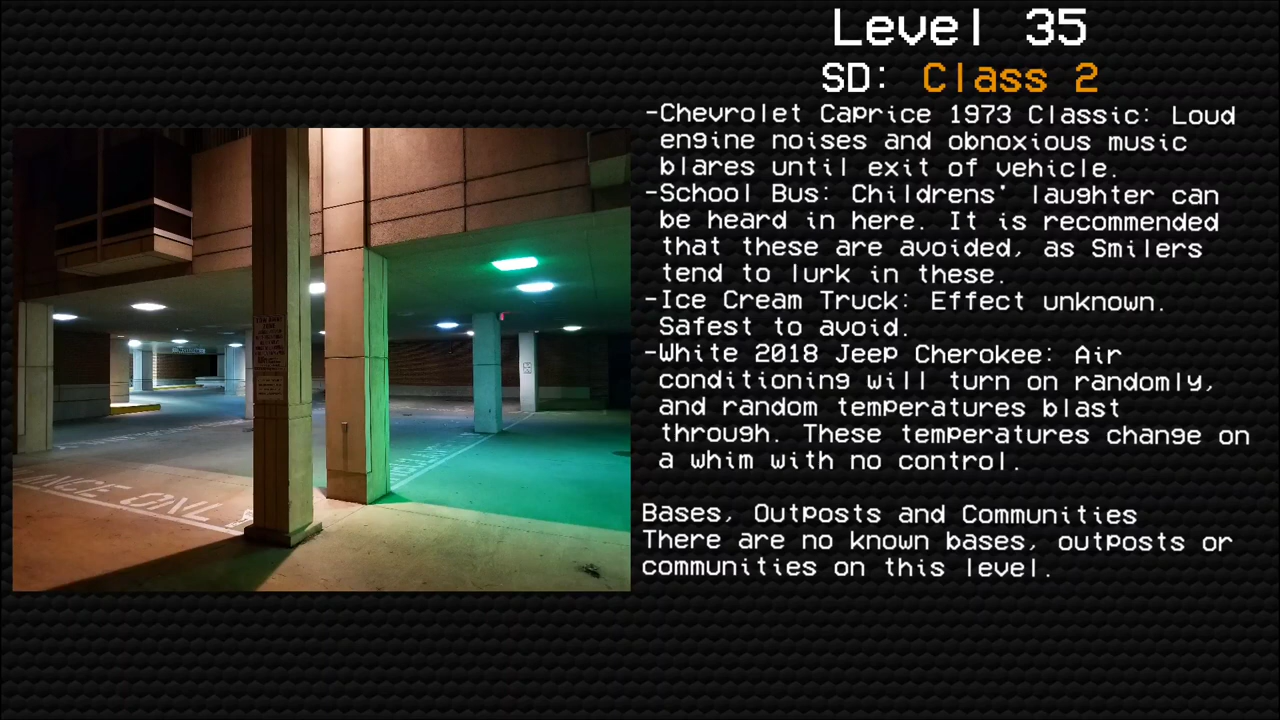 Level 35
SD: Class 2
-Chevrolet Caprice 1973 Classic: Loud
engine noises and obnoxious music
blares until exit of vehicle.
-School Bus: Childrens' laughter can
be heard in here. It is recommended
that these are avoided, as Smilers
tend to lurk in these.
-Ice Cream Truck: Effect unknown.
Safest to avoid.
-White 2018 Jeep Cherokee: Air
conditioning will turn on randomly,
and random temperatures blast
through. These temperatures change on
a whim with no control.
Bases, Outposts and Communities
There are no known bases, outposts or
communities on this level.
ONLY